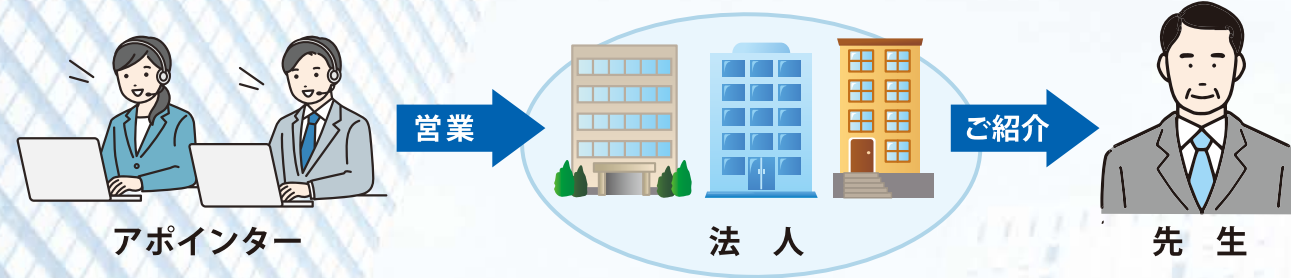 営業
ご紹介
アポインター
法 人
先 生